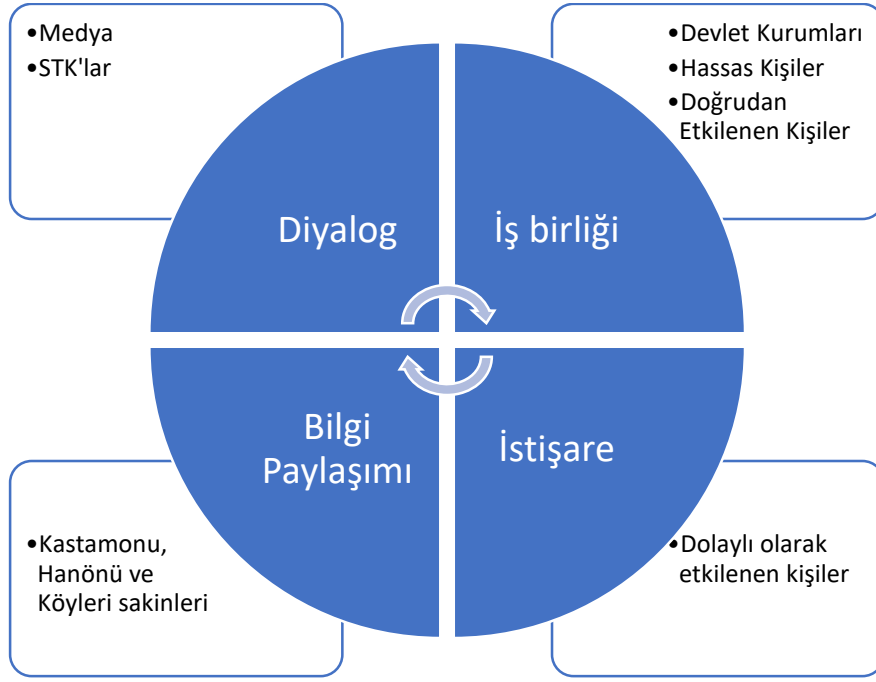 •Medya
•STK'lar
•Devlet Kurumları
•Hassas Kişiler
•Doğrudan
Etkilenen Kişiler
Diyalog
İş birliği
Bilgi
Paylaşımı
İstişare
•Kastamonu,
Hanönü ve
Köyleri sakinleri
•Dolaylı olarak
etkilenen kişiler